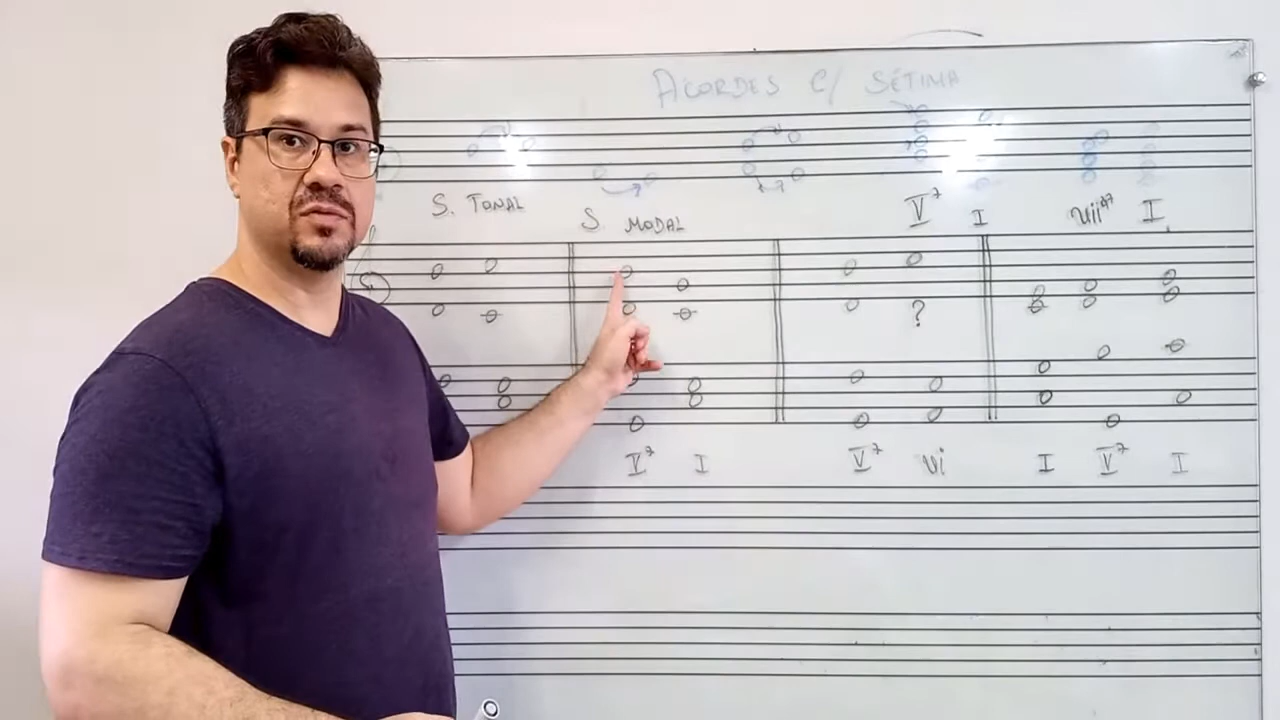 ACORDES C/ SÉTIMA
S. TONAL S. MODAL V7 I vii°7 I
?
V7 I V7 vi I V7 I